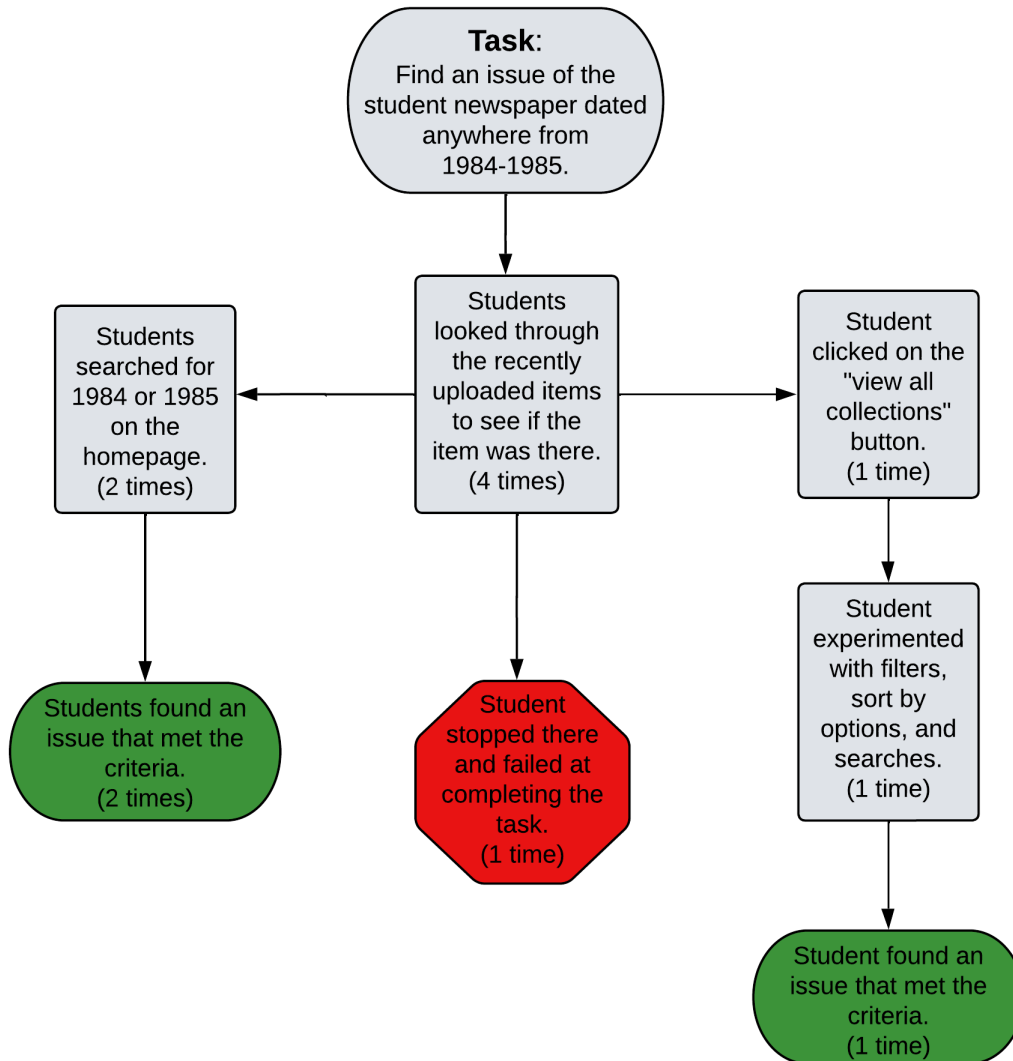 Task:
Find an issue of the
student newspaper dated
anywhere from
1984-1985.
Students
searched for
1984 or 1985
on the
homepage.
(2 times)
Students
looked through
the recently
uploaded items
to see if the
item was there.
(4 times)
Student
clicked on the
"view all
collections"
button.
(1 time)
Students found an
issue that met the
criteria.
(2 times)
Student
stopped there
and failed at
completing the
task.
(1 time)
Student
experimented
with filters,
sort by
options, and
searches.
(1 time)
Student found an
issue that met the
criteria.
(1 time)